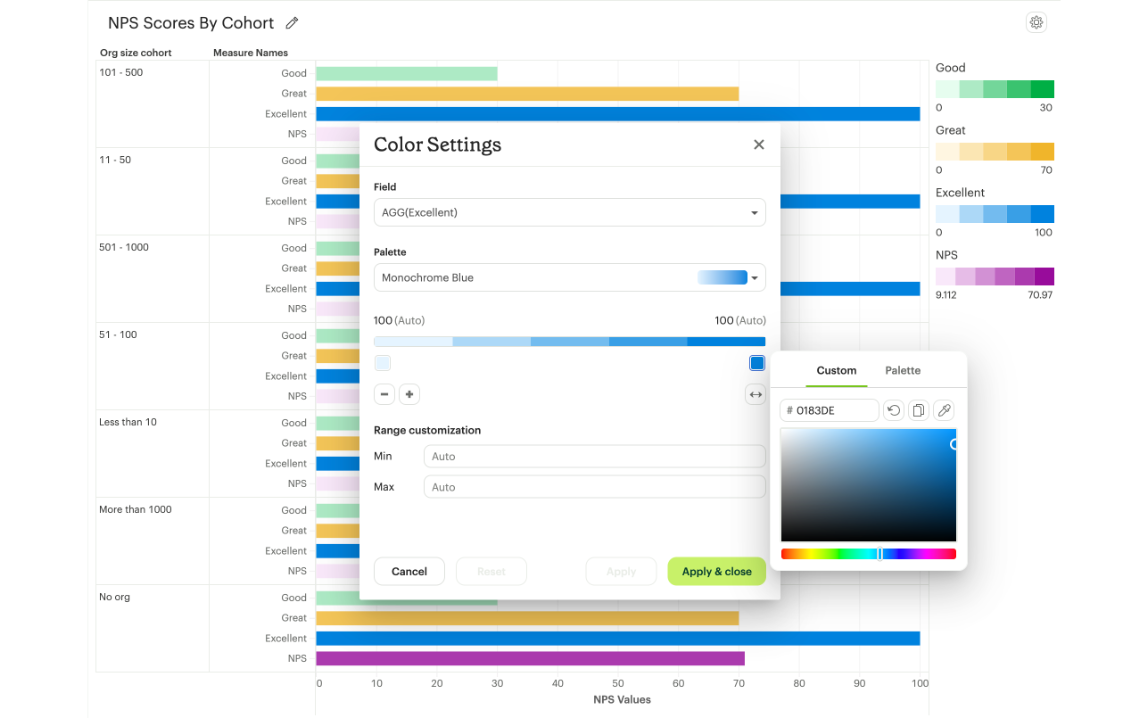 NPS Scores By Cohort
Org size cohort Measure Names
101 - 500
Good
Great
Excellent
NPS
11 - 50
Good
Great
Excellent
NPS
501 - 1000
Good
Great
Excellent
NPS
51 - 100
Good
Great
Excellent
NPS
Less than 10
Good
Great
Excellent
NPS
More than 1000
Good
Great
Excellent
NPS
No org
Good
Great
Excellent
NPS
0 10 20 30 40 50 60 70 80 90 100
NPS Values
Good
0 30
Great
0 70
Excellent
0 100
NPS
9.112 70.97
Color Settings
Field
AGG(Excellent)
Palette
Monochrome Blue
100 (Auto) 100 (Auto)
Range customization
Min Auto
Max Auto
Cancel Reset Apply Apply & close
Custom Palette
# 0183DE